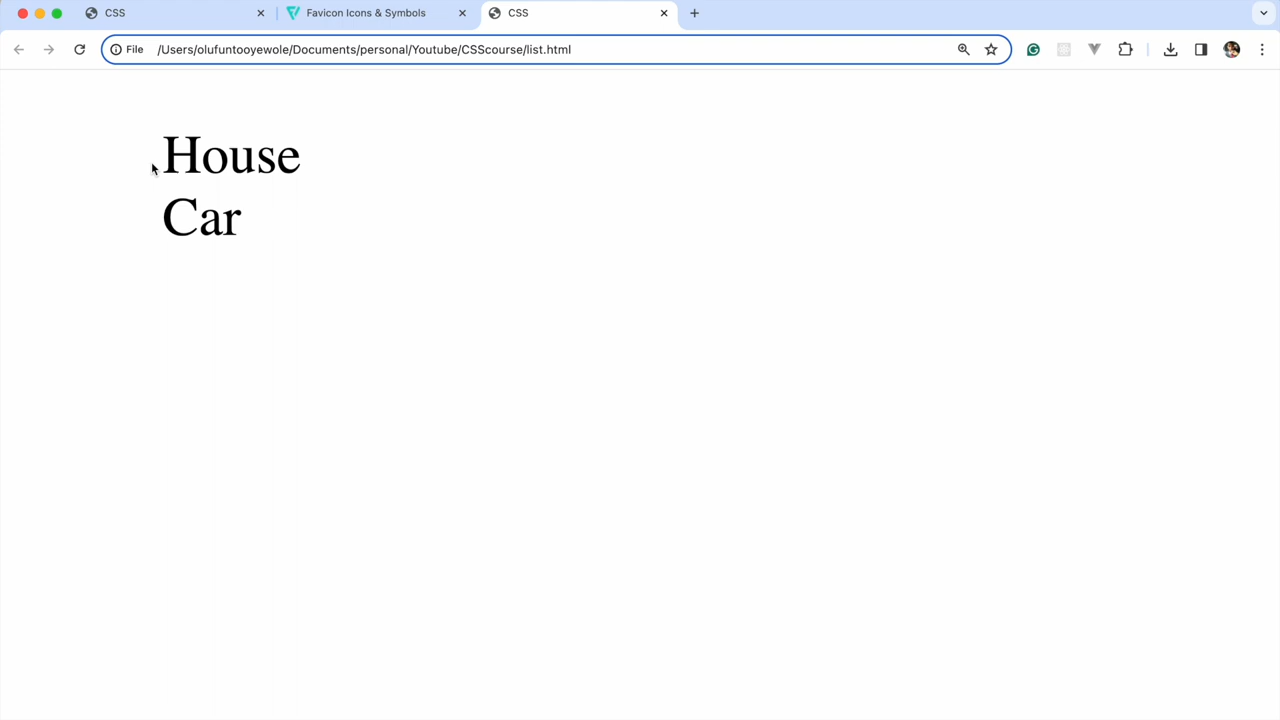 CSS
Favicon Icons & Symbols
CSS
File
/Users/olufuntooyewole/Documents/personal/Youtube/CSScourse/list.html
House
Car